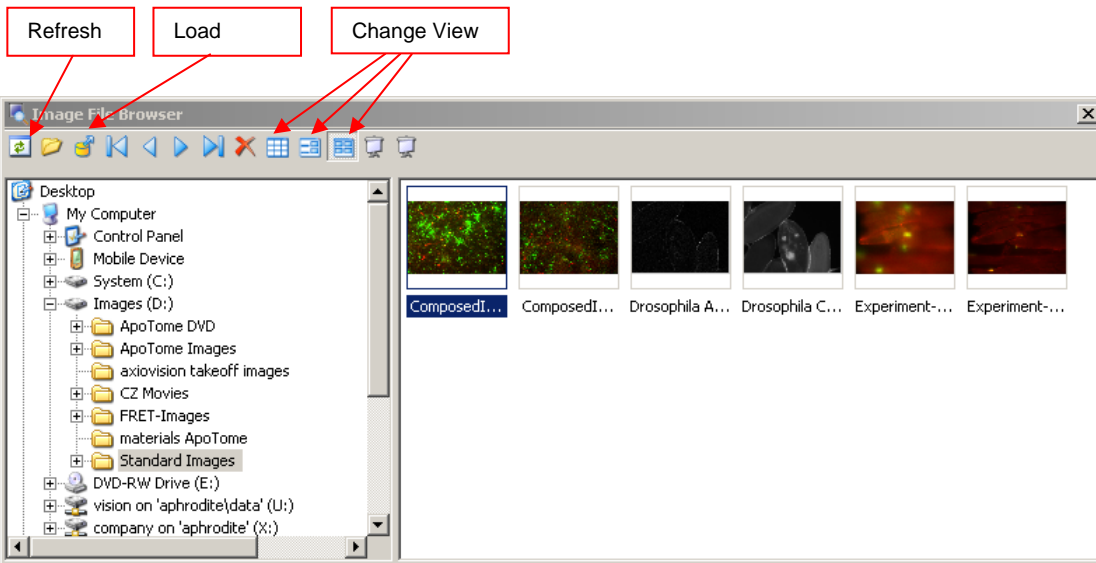 Refresh
Load
Change View
Image File Browser
Desktop
My Computer
Control Panel
Mobile Device
System (C:)
Images (D:)
ApoTome DVD
ApoTome Images
axiovision takeoff images
CZ Movies
FRET-Images
materials ApoTome
Standard Images
DVD-RW Drive (E:)
vision on 'aphrodite\data' (U:)
company on 'aphrodite' (X:)
ComposedI... ComposedI... Drosophila A... Drosophila C... Experiment-... Experiment-...